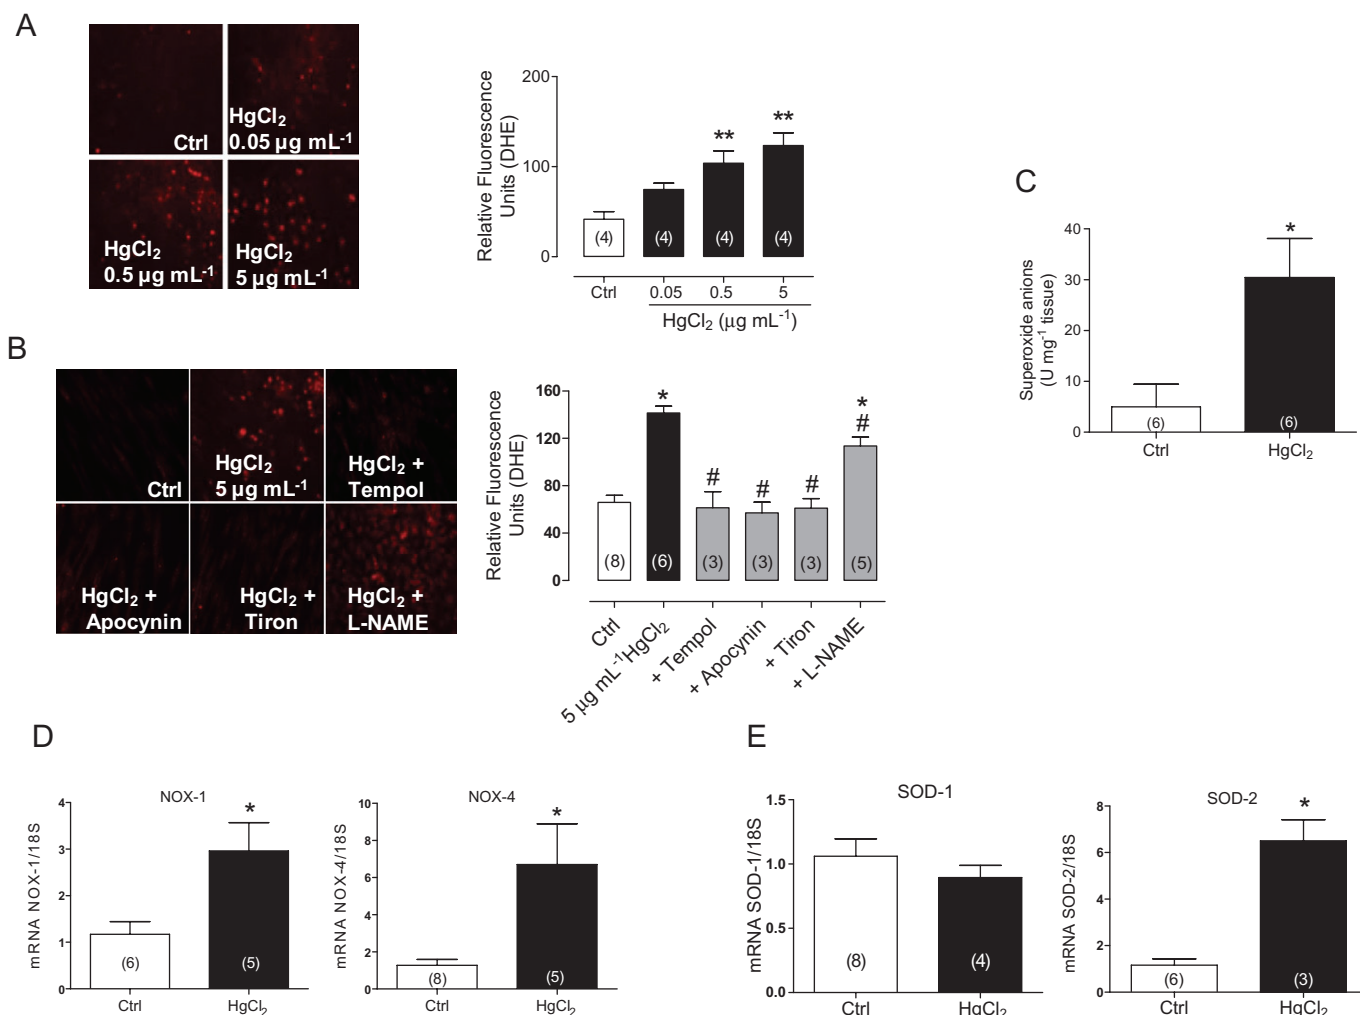 A
Ctrl
HgCl2
0.05 µg mL-1
HgCl2
0.5 µg mL-1
HgCl2
5 µg mL-1
Relative Fluorescence
Units (DHE)
200
100
0
**
**
(4)
(4)
(4)
(4)
Ctrl
0.05
0.5
5
HgCl2 (µg mL-1)
B
Ctrl
HgCl2
5 µg mL-1
HgCl2 +
Tempol
HgCl2 +
Apocynin
HgCl2 +
Tiron
HgCl2 +
L-NAME
Relative Fluorescence
Units (DHE)
160
120
80
40
0
*
#
#
#
*
#
(8)
(6)
(3)
(3)
(3)
(5)
Ctrl
5 µg mL-1HgCl2
+ Tempol
+ Apocynin
+ Tiron
+ L-NAME
C
Superoxide anions
(U mg-1 tissue)
40
30
20
10
0
*
(6)
(6)
Ctrl
HgCl2
D
NOX-1
mRNA NOX-1/18S
4
3
2
1
0
*
(6)
(5)
Ctrl
HgCl2
NOX-4
mRNA NOX-4/18S
10
8
6
4
2
0
*
(8)
(5)
Ctrl
HgCl2
E
SOD-1
mRNA SOD-1/18S
1.5
1.0
0.5
0.0
(8)
(4)
Ctrl
HgCl2
SOD-2
mRNA SOD-2/18S
8
6
4
2
0
*
(6)
(3)
Ctrl
HgCl2